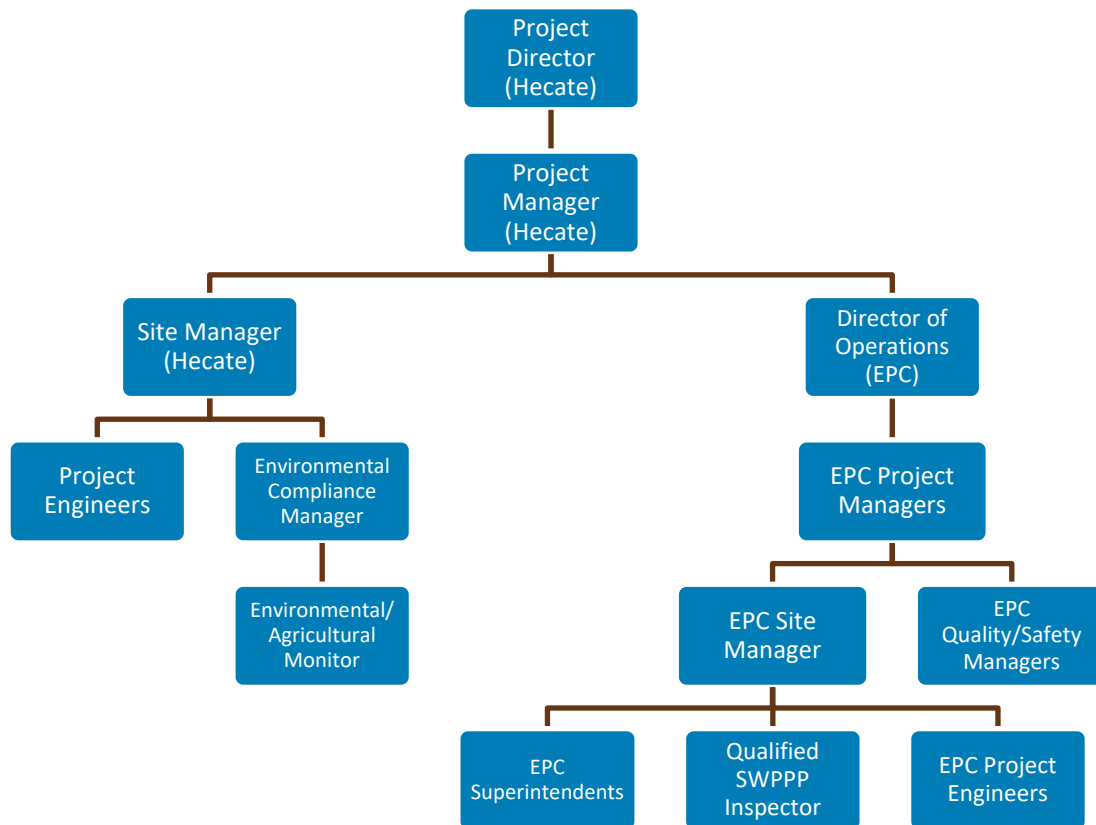 Project
Director
(Hecate)
Project
Manager
(Hecate)
Site Manager
(Hecate)
Director of
Operations
(EPC)
Project
Engineers
Environmental
Compliance
Manager
EPC Project
Managers
Environmental/
Agricultural
Monitor
EPC Site
Manager
EPC
Quality/Safety
Managers
EPC
Superintendents
Qualified
SWPPP
Inspector
EPC Project
Engineers